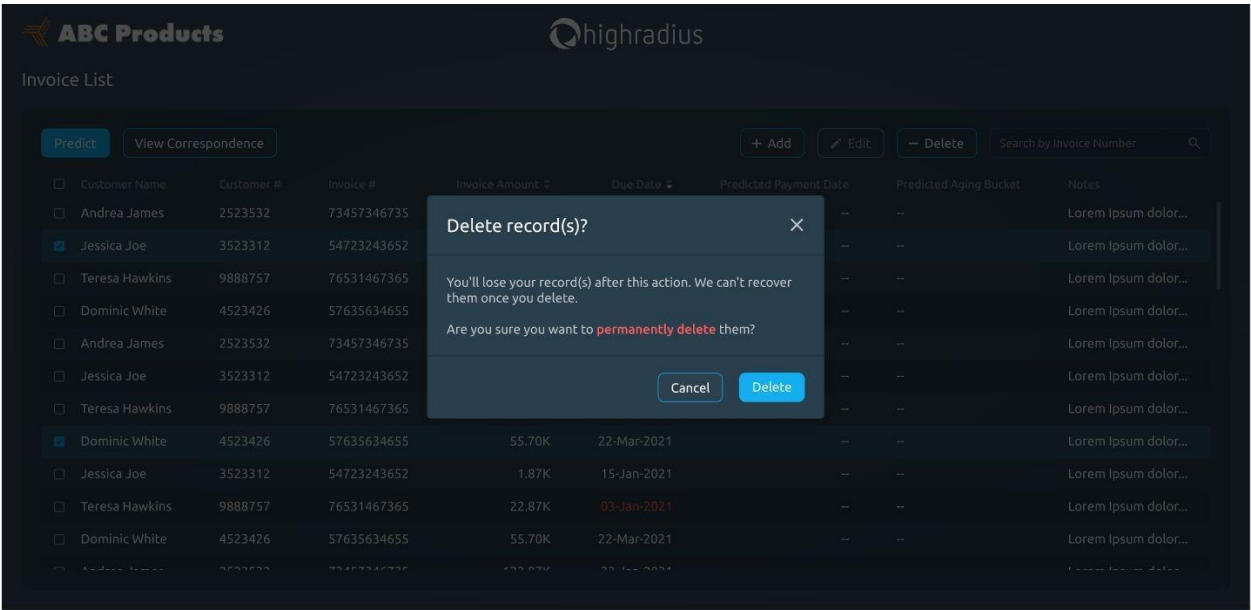 ABC Products
highradius
Invoice List
Predict View Correspondence + Add Edit − Delete Search by Invoice Number
Customer Name Customer # Invoice # Invoice Amount Due Date Predicted Payment Date Predicted Aging Bucket Notes
Andrea James 2523532 73457346735 -- -- Lorem Ipsum dolor...
Jessica Joe 3523312 54723243652 -- -- Lorem Ipsum dolor...
Teresa Hawkins 9888757 76531467365 -- -- Lorem Ipsum dolor...
Dominic White 4523426 57635634655 -- -- Lorem Ipsum dolor...
Andrea James 2523532 73457346735 -- -- Lorem Ipsum dolor...
Jessica Joe 3523312 54723243652 -- -- Lorem Ipsum dolor...
Teresa Hawkins 9888757 76531467365 -- -- Lorem Ipsum dolor...
Dominic White 4523426 57635634655 55.70K 22-Mar-2021 -- -- Lorem Ipsum dolor...
Jessica Joe 3523312 54723243652 1.87K 15-Jan-2021 -- -- Lorem Ipsum dolor...
Teresa Hawkins 9888757 76531467365 22.87K 03-Jan-2021 -- -- Lorem Ipsum dolor...
Dominic White 4523426 57635634655 55.70K 22-Mar-2021 -- -- Lorem Ipsum dolor...
Delete record(s)?
You'll lose your record(s) after this action. We can't recover
them once you delete.
Are you sure you want to permanently delete them?
Cancel Delete